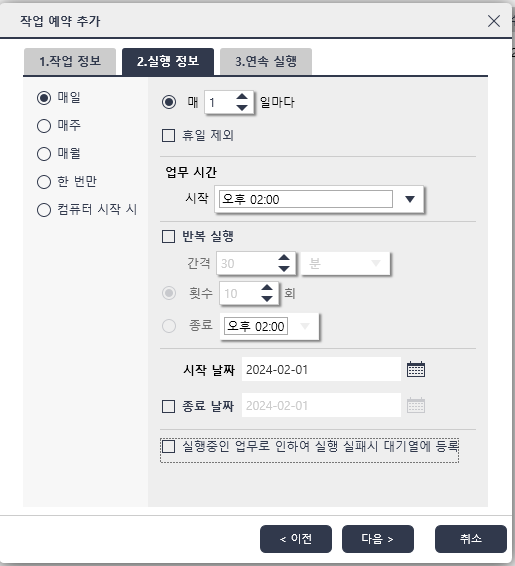 작업 예약 추가
1.작업 정보 2.실행 정보 3.연속 실행
매일
매주
매월
한 번만
컴퓨터 시작 시
매 1 일마다
휴일 제외
업무 시간
시작 오후 02:00
반복 실행
간격 30 분
횟수 10 회
종료 오후 02:00
시작 날짜 2024-02-01
종료 날짜 2024-02-01
실행중인 업무로 인하여 실행 실패시 대기열에 등록
< 이전 다음 > 취소